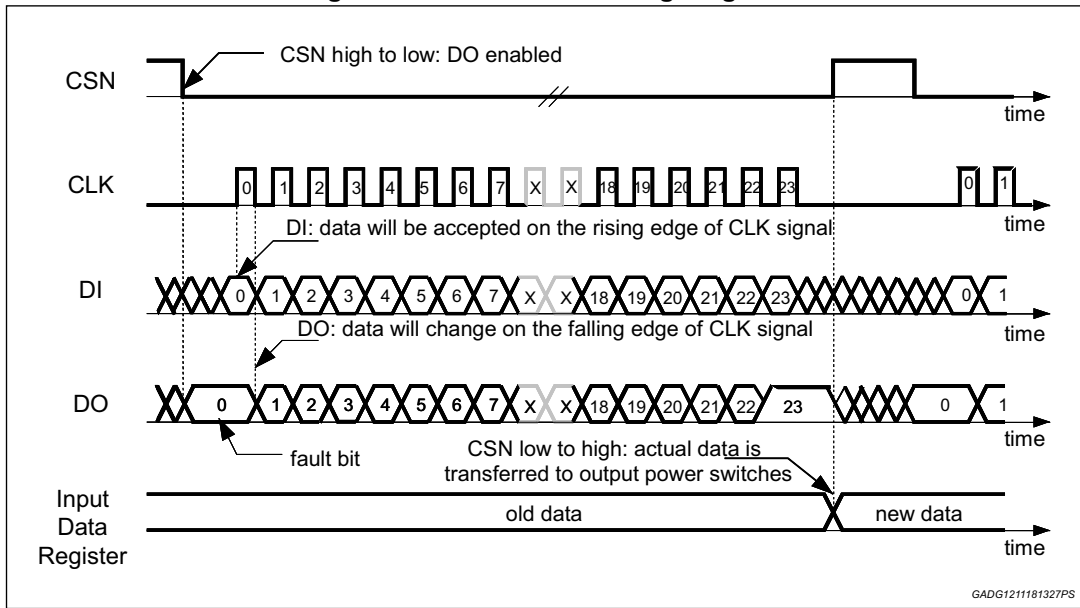 CSN high to low: DO enabled
CSN
time
CLK
0 1 2 3 4 5 6 7 X X 18 19 20 21 22 23 0 1
time
DI: data will be accepted on the rising edge of CLK signal
DI
0 1 2 3 4 5 6 7 X X 18 19 20 21 22 23 0 1
time
DO: data will change on the falling edge of CLK signal
DO
0 1 2 3 4 5 6 7 X X 18 19 20 21 22 23 0 1
time
fault bit
CSN low to high: actual data is
transferred to output power switches
Input
Data
Register
old data
new data
time
GADG1211181327PS